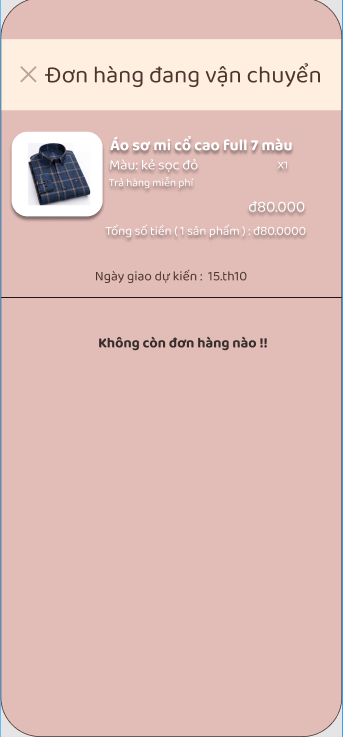 Đơn hàng đang vận chuyển
Áo sơ mi cổ cao full 7 màu
Màu: kẻ sọc đỏ X1
Trả hàng miễn phí
đ80.000
Tổng số tiền ( 1 sản phẩm ) : đ80.0000
Ngày giao dự kiến : 15.th10
Không còn đơn hàng nào !!